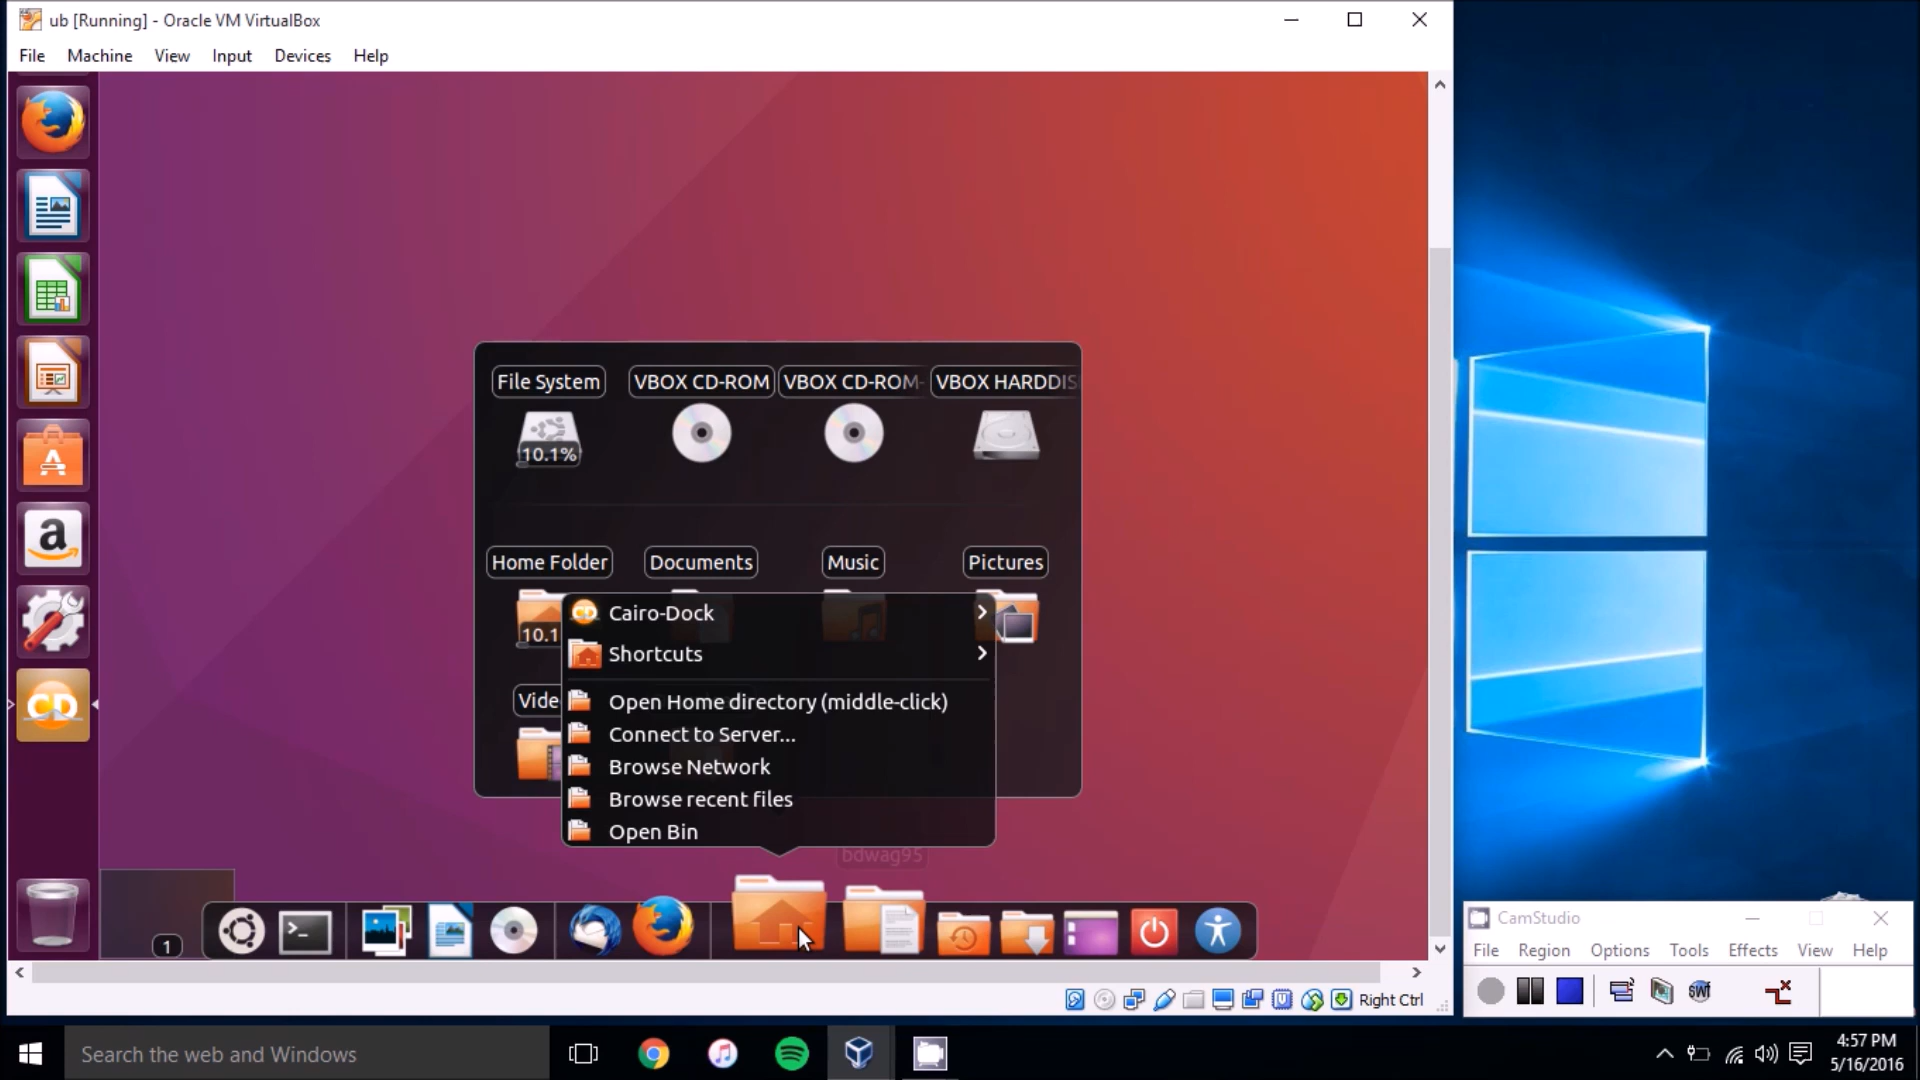 ub [Running] - Oracle VM VirtualBox
File Machine View Input Devices Help
File System VBOX CD-ROM VBOX CD-ROM- VBOX HARDDIS
10.1%
Home Folder Documents Music Pictures
10.1
Cairo-Dock
Shortcuts
Vide
Open Home directory (middle-click)
Connect to Server...
Browse Network
Browse recent files
Open Bin
bdwag95
CD
a
1
Right Ctrl
CamStudio
File Region Options Tools Effects View Help
SWf
Search the web and Windows
4:57 PM
5/16/2016